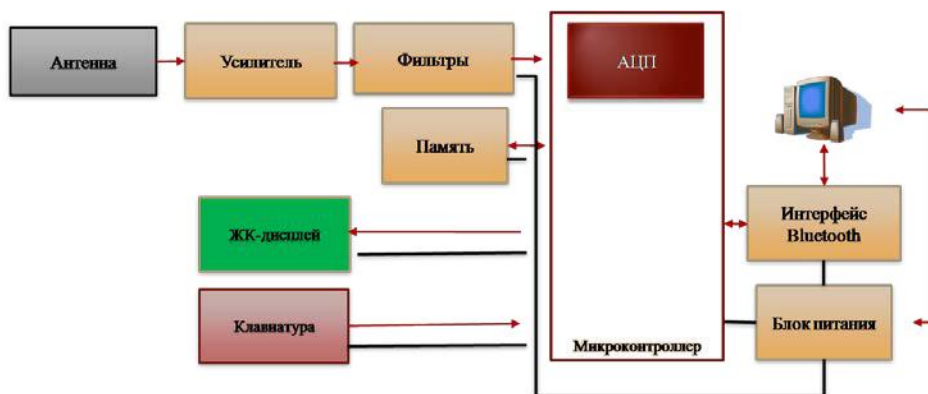 Антенна
Усилитель
Фильтры
АЦП
Память
ЖК-дисплей
Интерфейс
Bluetooth
Клавиатура
Блок питания
Микроконтроллер